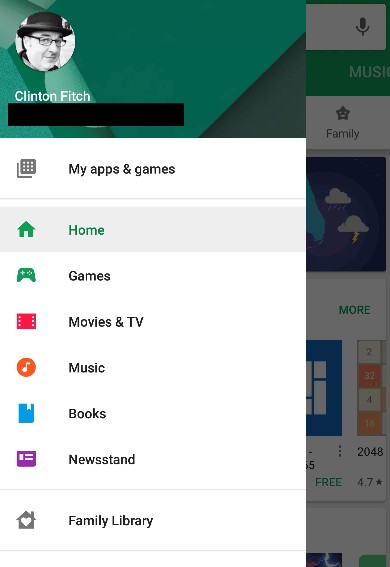 Clinton Fitch
My apps & games
Home
Games
Movies & TV
Music
Books
Newsstand
Family Library
MUSIC
Family
MORE
2
32
4
16
2048
FREE
4.7